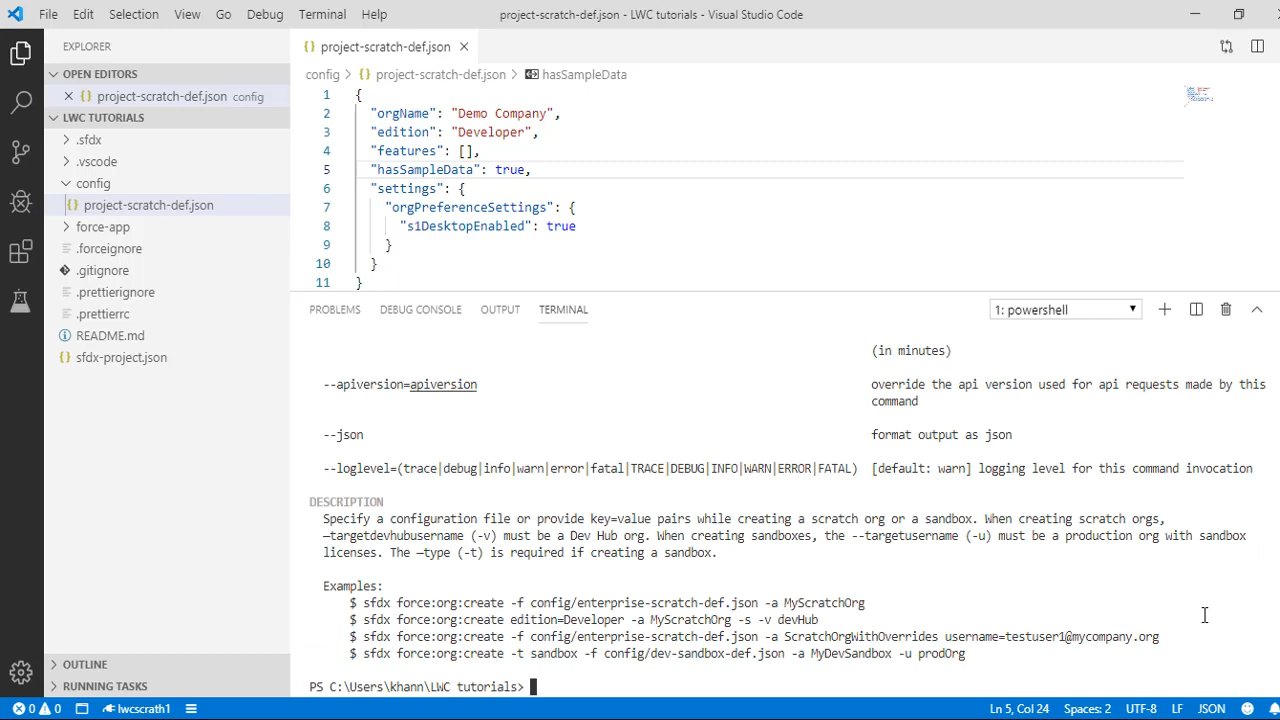 File Edit Selection View Go Debug Terminal Help project-scratch-def.json - LWC tutorials - Visual Studio Code
EXPLORER
OPEN EDITORS
project-scratch-def.json config
LWC TUTORIALS
.sfdx
.vscode
config
project-scratch-def.json
force-app
.forceignore
.gitignore
.prettierignore
.prettierrc
README.md
sfdx-project.json
OUTLINE
RUNNING TASKS
project-scratch-def.json
config > project-scratch-def.json > hasSampleData
1 {
2 "orgName": "Demo Company",
3 "edition": "Developer",
4 "features": [],
5 "hasSampleData": true,
6 "settings": {
7 "orgPreferenceSettings": {
8 "s1DesktopEnabled": true
9 }
10 }
11 }
PROBLEMS DEBUG CONSOLE OUTPUT TERMINAL 1: powershell
(in minutes)
--apiversion=apiversion override the api version used for api requests made by this
command
--json format output as json
--loglevel=(trace|debug|info|warn|error|fatal|TRACE|DEBUG|INFO|WARN|ERROR|FATAL) [default: warn] logging level for this command invocation
DESCRIPTION
Specify a configuration file or provide key=value pairs while creating a scratch org or a sandbox. When creating scratch orgs,
—targetdevhubusername (-v) must be a Dev Hub org. When creating sandboxes, the --targetusername (-u) must be a production org with sandbox
licenses. The —type (-t) is required if creating a sandbox.
Examples:
$ sfdx force:org:create -f config/enterprise-scratch-def.json -a MyScratchOrg
$ sfdx force:org:create edition=Developer -a MyScratchOrg -s -v devHub
$ sfdx force:org:create -f config/enterprise-scratch-def.json -a ScratchOrgWithOverrides username=testuser1@mycompany.org
$ sfdx force:org:create -t sandbox -f config/dev-sandbox-def.json -a MyDevSandbox -u prodOrg
PS C:\Users\khann\LWC tutorials>
0 0 lwcscrath1 Ln 5, Col 24 Spaces: 2 UTF-8 LF JSON